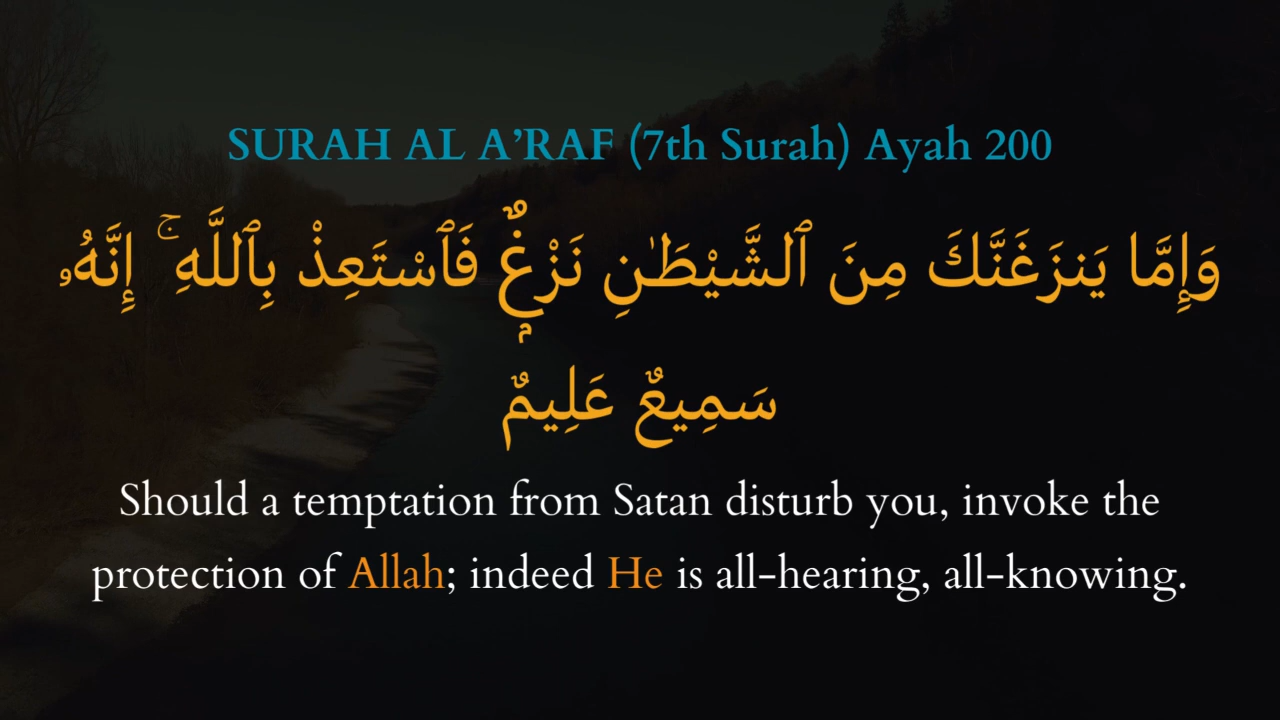 SURAH AL A’RAF (7th Surah) Ayah 200
وَإِمَّا يَنزَغَنَّكَ مِنَ ٱلشَّيْطَـٰنِ نَزْغٌۭ فَٱسْتَعِذْ بِٱللَّهِ ۚ إِنَّهُۥ
سَمِيعٌ عَلِيمٌ
Should a temptation from Satan disturb you, invoke the
protection of Allah; indeed He is all-hearing, all-knowing.